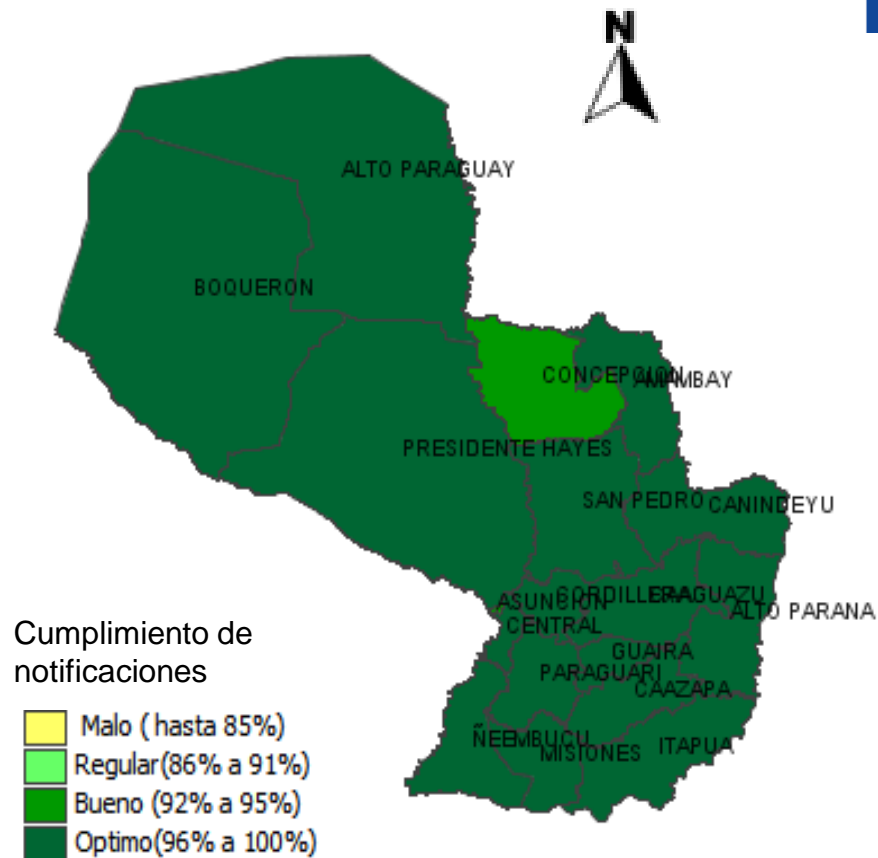 N
ALTO PARAGUAY
BOQUERON
CONCEPCION
AMAMBAY
PRESIDENTE HAYES
SAN PEDRO
CANINDEYU
ASUNCION
CORDILLERA
CAAGUAZU
ALTO PARANA
CENTRAL
GUAIRA
PARAGUARI
CAAZAPA
ÑEEMBUCU
MISIONES
ITAPUA
Cumplimiento de
notificaciones
Malo ( hasta 85%)
Regular(86% a 91%)
Bueno (92% a 95%)
Optimo(96% a 100%)